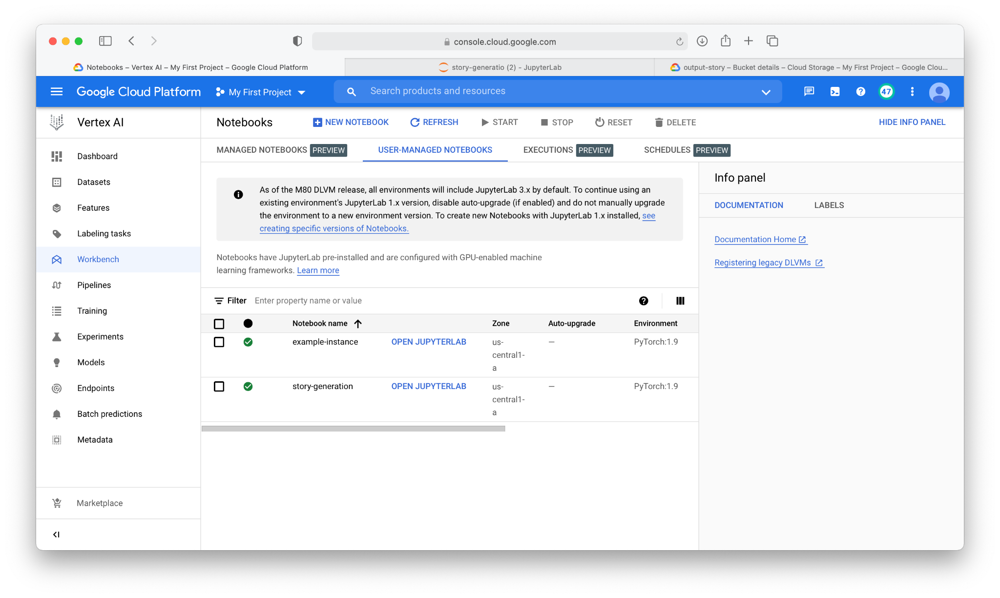 console.cloud.google.com
Notebooks – Vertex AI – My First Project – Google Cloud Platform
story-generatio (2) - JupyterLab
output-story – Bucket details – Cloud Storage – My First Project – Google Clou...
Google Cloud Platform
My First Project
Search products and resources
47
Vertex AI
Notebooks
NEW NOTEBOOK
REFRESH
START
STOP
RESET
DELETE
HIDE INFO PANEL
MANAGED NOTEBOOKS PREVIEW
USER-MANAGED NOTEBOOKS
EXECUTIONS PREVIEW
SCHEDULES PREVIEW
Dashboard
Datasets
Features
Labeling tasks
Workbench
Pipelines
Training
Experiments
Models
Endpoints
Batch predictions
Metadata
Marketplace
As of the M80 DLVM release, all environments will include JupyterLab 3.x by default. To continue using an
existing environment's JupyterLab 1.x version, disable auto-upgrade (if enabled) and do not manually upgrade
the environment to a new environment version. To create new Notebooks with JupyterLab 1.x installed, see
creating specific versions of Notebooks.
Notebooks have JupyterLab pre-installed and are configured with GPU-enabled machine
learning frameworks. Learn more
Filter Enter property name or value
Notebook name Zone Auto-upgrade Environment
example-instance OPEN JUPYTERLAB us- — PyTorch:1.9
central1-
a
story-generation OPEN JUPYTERLAB us- — PyTorch:1.9
central1-
a
Info panel
DOCUMENTATION
LABELS
Documentation Home
Registering legacy DLVMs